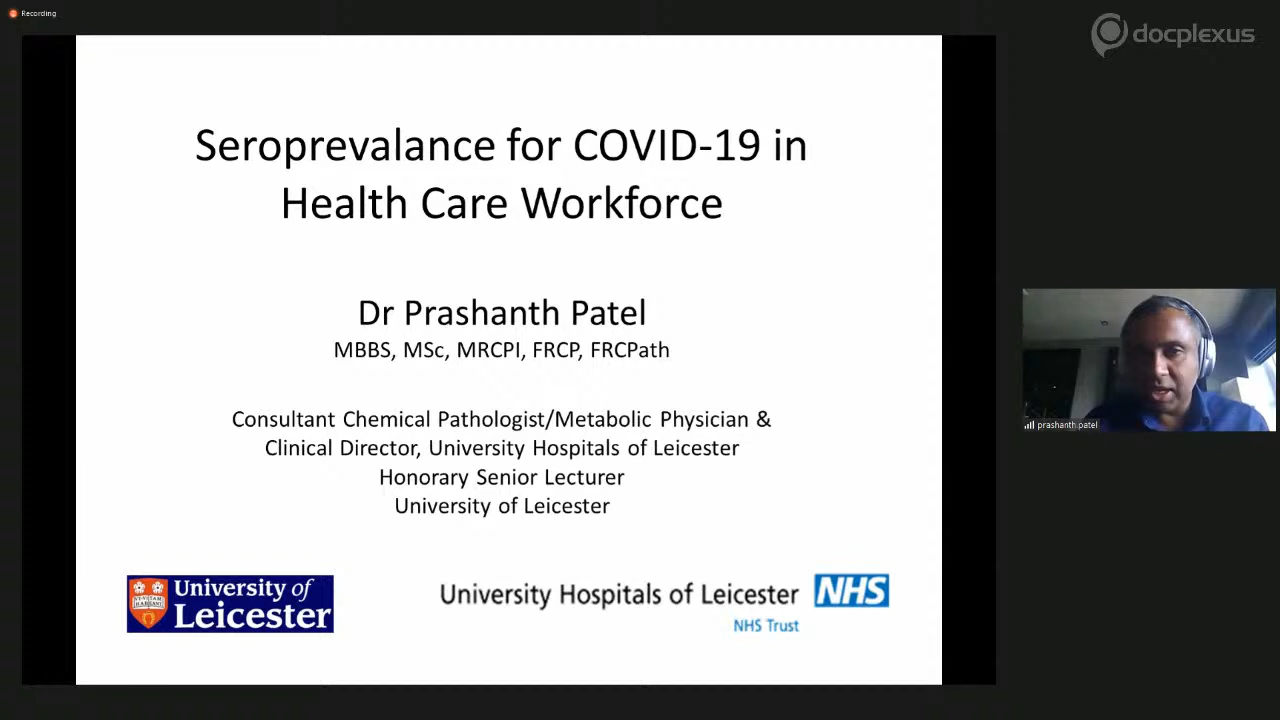 Recording
docplexus
Seroprevalance for COVID-19 in
Health Care Workforce
Dr Prashanth Patel
MBBS, MSc, MRCPI, FRCP, FRCPath
Consultant Chemical Pathologist/Metabolic Physician &
Clinical Director, University Hospitals of Leicester
Honorary Senior Lecturer
University of Leicester
prashanth patel
University of
Leicester
University Hospitals of Leicester NHS
NHS Trust